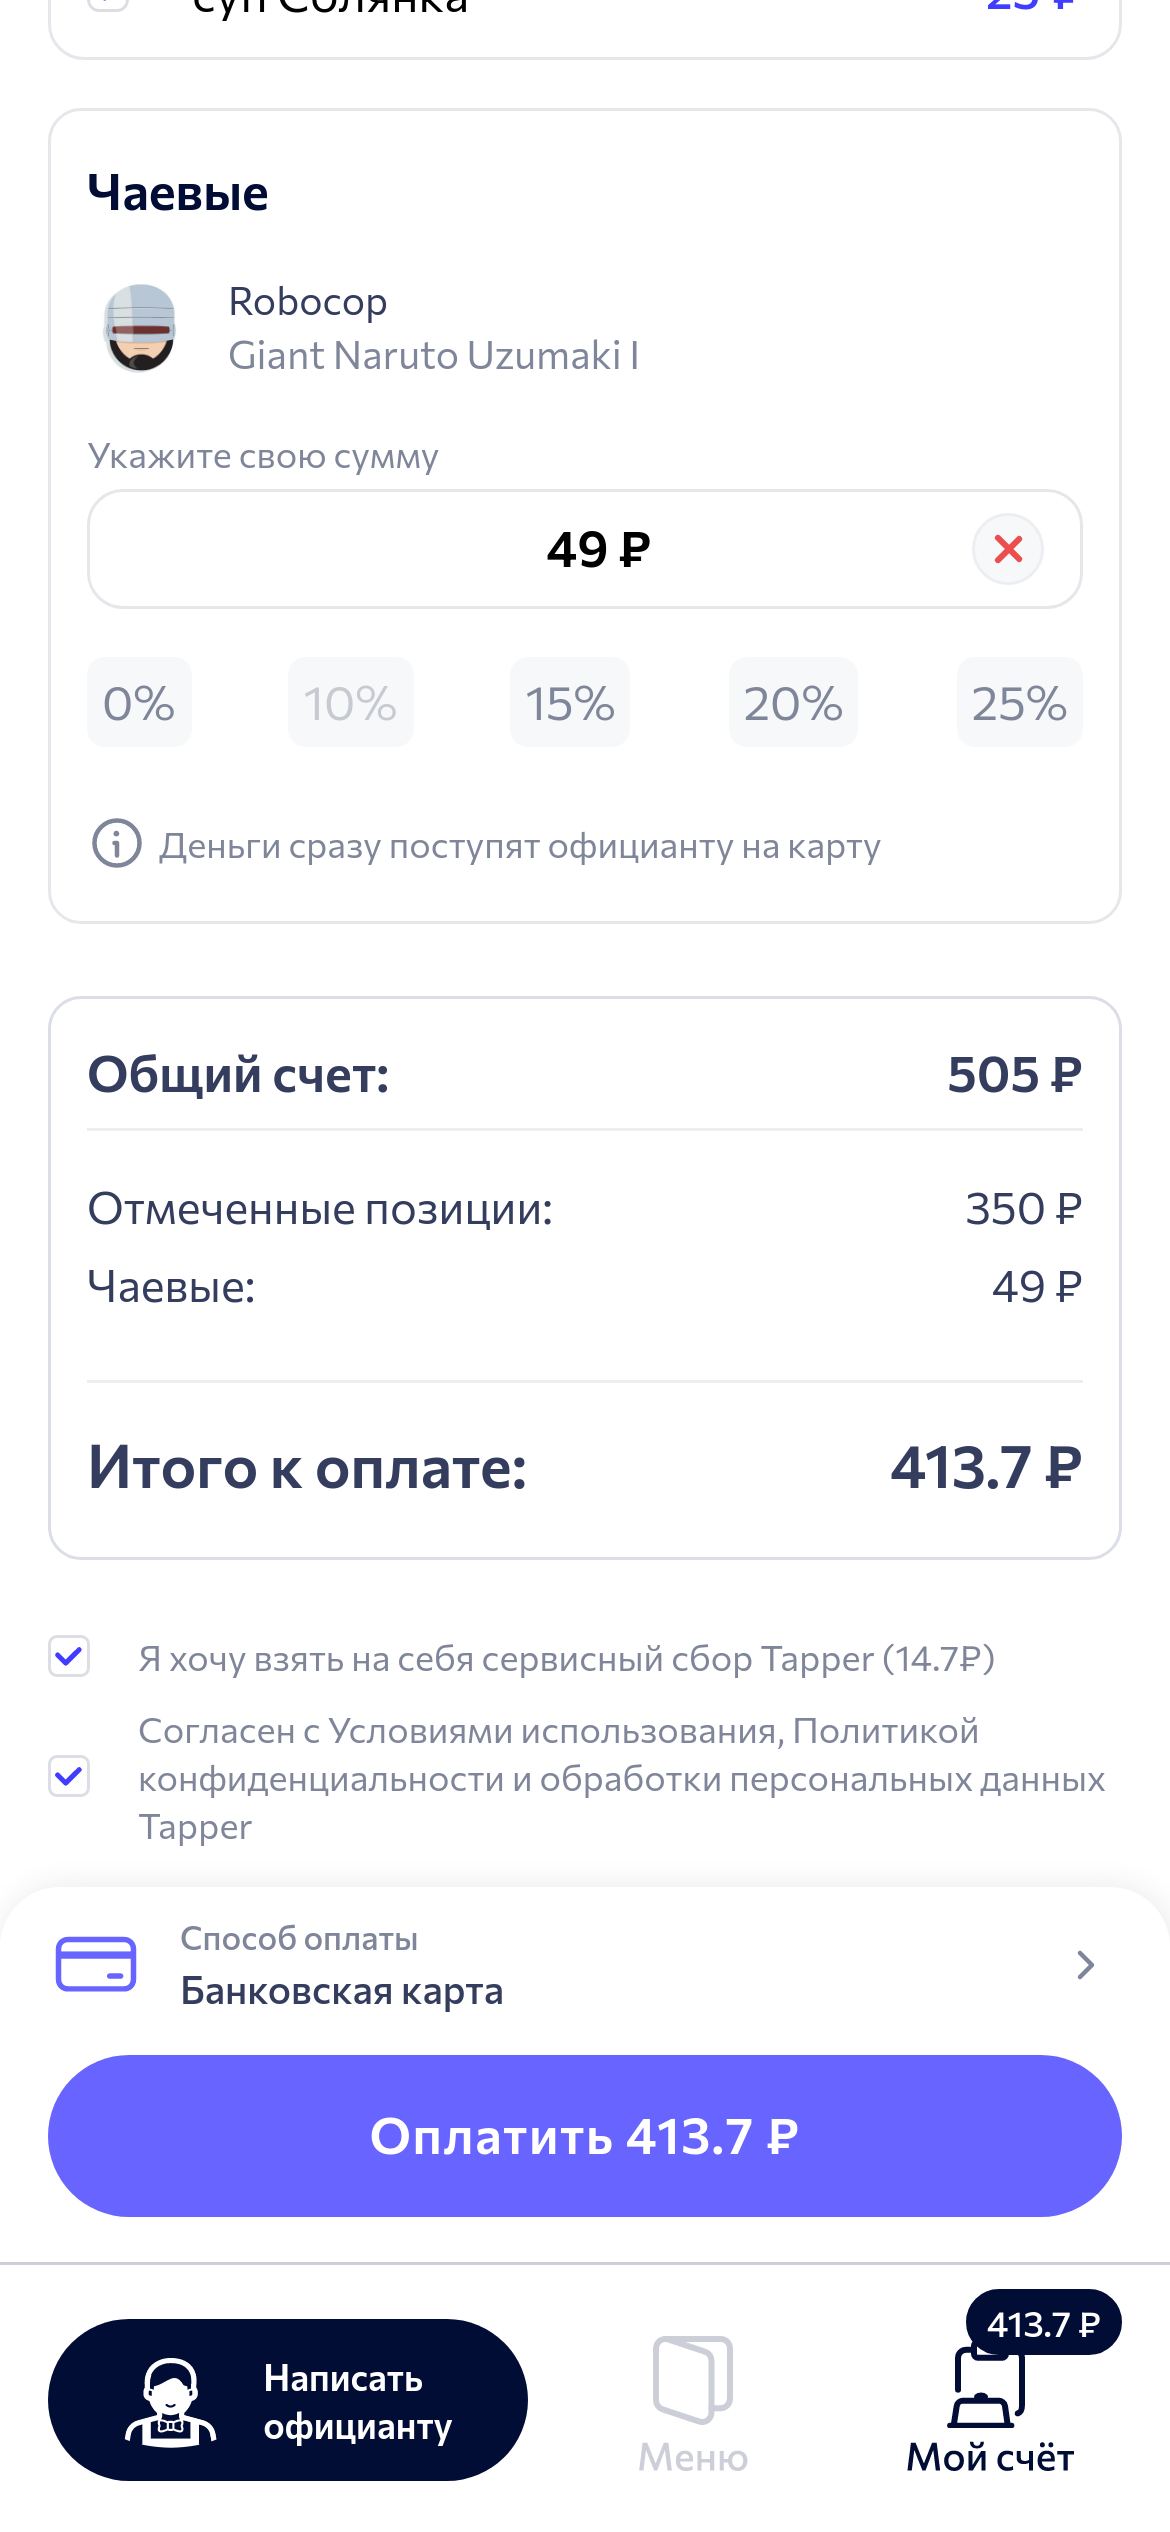 суп Солянка 25 ₽
Чаевые
Robocop
Giant Naruto Uzumaki I
Укажите свою сумму
49 ₽
0% 10% 15% 20% 25%
Деньги сразу поступят официанту на карту
Общий счет: 505 ₽
Отмеченные позиции: 350 ₽
Чаевые: 49 ₽
Итого к оплате: 413.7 ₽
Я хочу взять на себя сервисный сбор Tapper (14.7₽)
Согласен с Условиями использования, Политикой
конфиденциальности и обработки персональных данных
Tapper
Способ оплаты
Банковская карта
Оплатить 413.7 ₽
413.7 ₽
Написать
официанту
Меню
Мой счёт